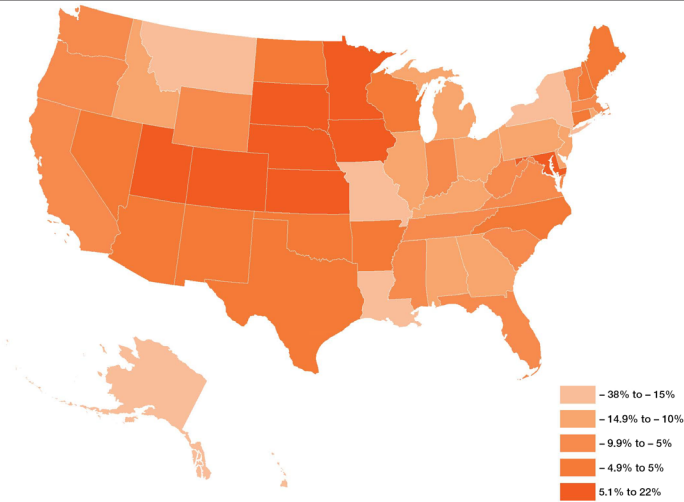 – 38% to – 15%
– 14.9% to – 10%
– 9.9% to – 5%
– 4.9% to 5%
5.1% to 22%